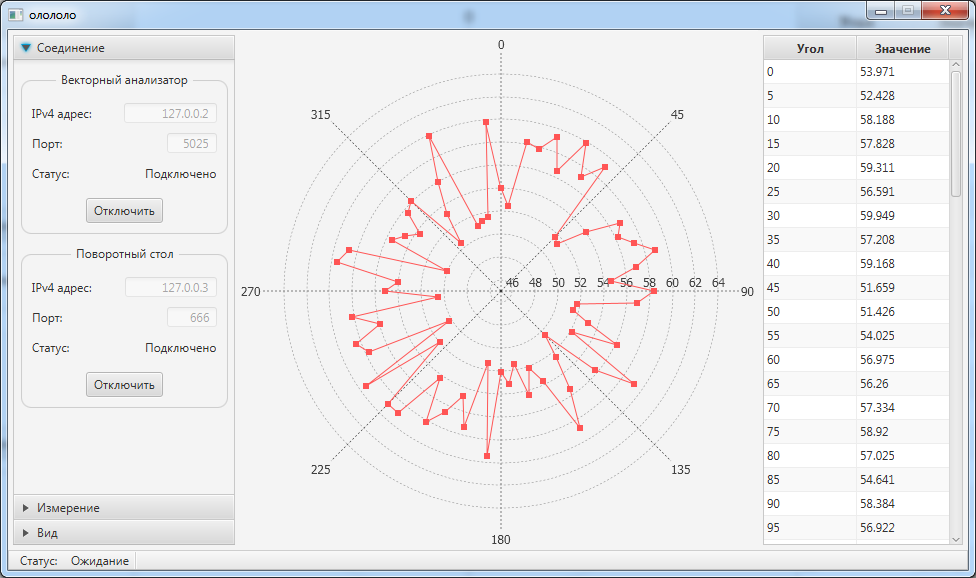 олололо
Соединение
Векторный анализатор
IPv4 адрес: 127.0.0.2
Порт: 5025
Статус: Подключено
Отключить
Поворотный стол
IPv4 адрес: 127.0.0.3
Порт: 666
Статус: Подключено
Отключить
Измерение
Вид
0
315 45
46 48 50 52 54 56 58 60 62 64
270 90
225 135
180
Угол Значение
0 53.971
5 52.428
10 58.188
15 57.828
20 59.311
25 56.591
30 59.949
35 57.208
40 59.168
45 51.659
50 51.426
55 54.025
60 56.975
65 56.26
70 57.334
75 58.92
80 57.025
85 54.641
90 58.384
95 56.922
Статус: Ожидание